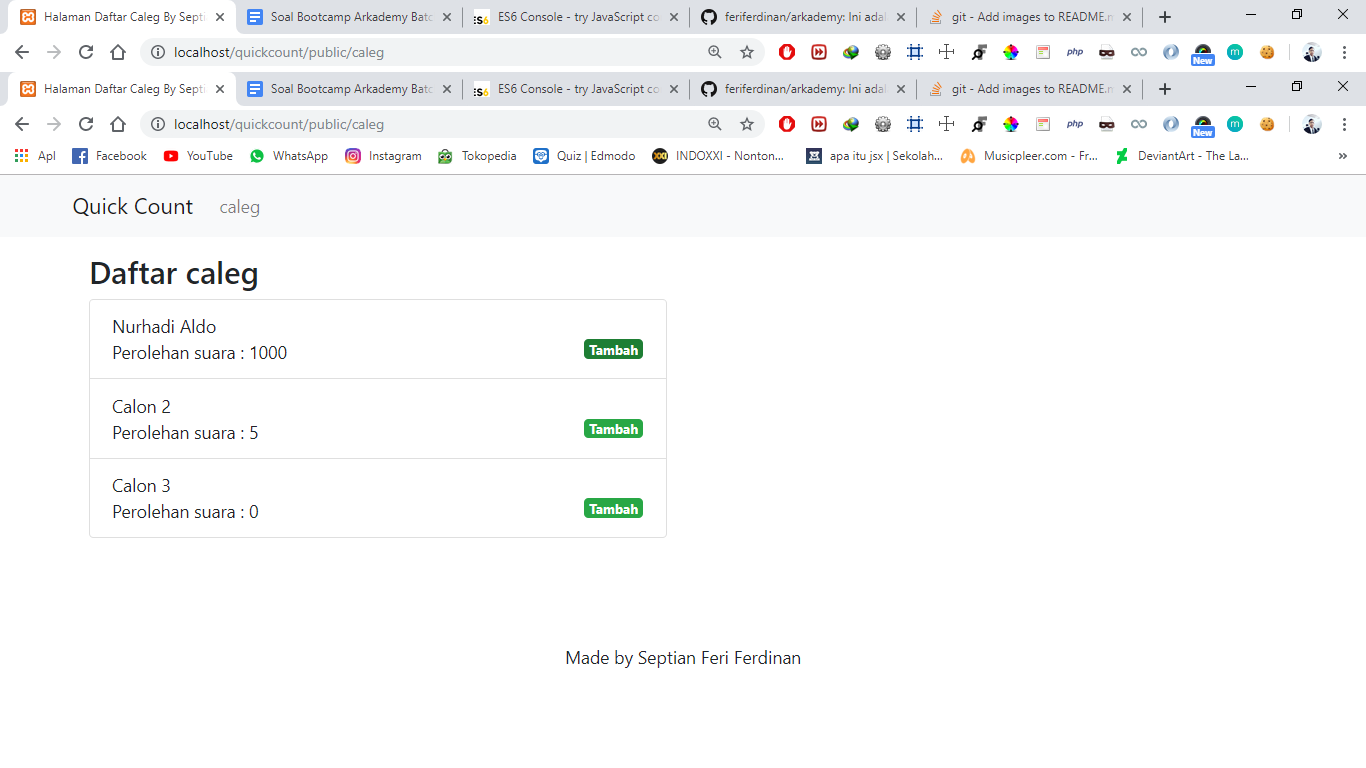 Halaman Daftar Caleg By Septi
Soal Bootcamp Arkademy Batc
ES6 Console - try JavaScript co
feriferdinan/arkademy: Ini adal
git - Add images to README.m
localhost/quickcount/public/caleg
php
New
m
Halaman Daftar Caleg By Septi
Soal Bootcamp Arkademy Batc
ES6 Console - try JavaScript co
feriferdinan/arkademy: Ini adal
git - Add images to README.m
localhost/quickcount/public/caleg
php
New
m
Apl
Facebook
YouTube
WhatsApp
Instagram
Tokopedia
Quiz | Edmodo
INDOXXI - Nonton...
apa itu jsx | Sekolah...
Musicpleer.com - Fr...
DeviantArt - The La...
Quick Count
caleg
Daftar caleg
Nurhadi Aldo
Perolehan suara : 1000
Tambah
Calon 2
Perolehan suara : 5
Tambah
Calon 3
Perolehan suara : 0
Tambah
Made by Septian Feri Ferdinan